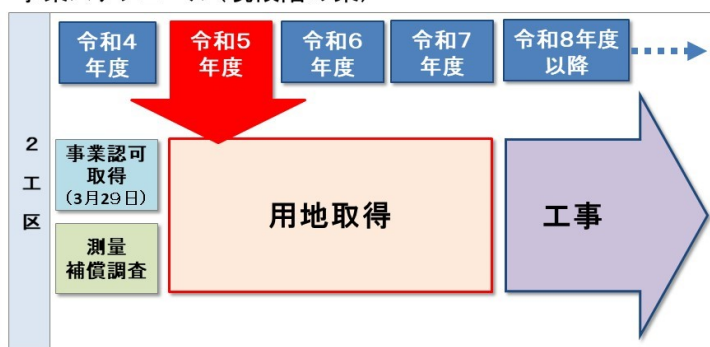 令和4
年度
令和5
年度
令和6
年度
令和7
年度
令和8年度
以降
2
工
区
事業認可
取得
（3月29日）
測量
補償調査
用地取得
工事